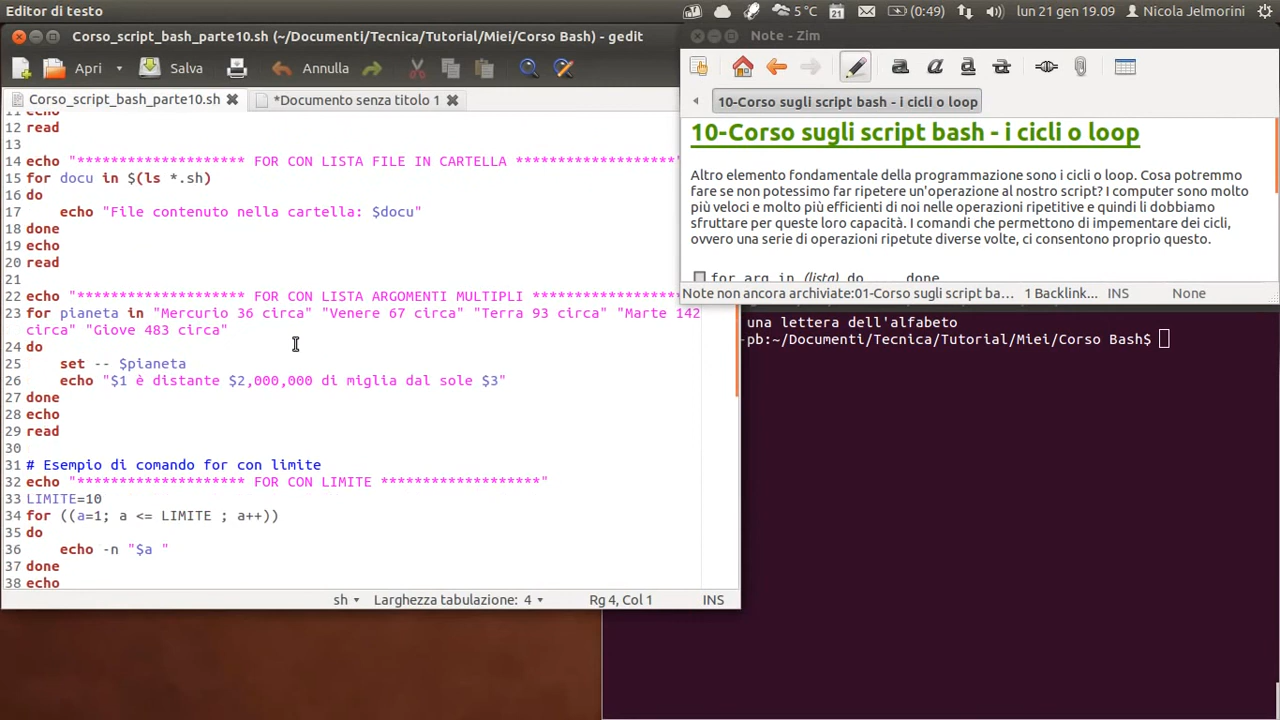 Editor di testo
5 °C
21
(0:49)
lun 21 gen 19.09
Nicola Jelmorini
Corso_script_bash_parte10.sh (~/Documenti/Tecnica/Tutorial/Miei/Corso Bash) - gedit
Apri
Salva
Annulla
Corso_script_bash_parte10.sh
*Documento senza titolo 1
11 echo
12 read
13
14 echo "******************** FOR CON LISTA FILE IN CARTELLA *******************"
15 for docu in $(ls *.sh)
16 do
17     echo "File contenuto nella cartella: $docu"
18 done
19 echo
20 read
21
22 echo "******************** FOR CON LISTA ARGOMENTI MULTIPLI *****************
23 for pianeta in "Mercurio 36 circa" "Venere 67 circa" "Terra 93 circa" "Marte 142
circa" "Giove 483 circa"
24 do
25     set -- $pianeta
26     echo "$1 è distante $2,000,000 di miglia dal sole $3"
27 done
28 echo
29 read
30
31 # Esempio di comando for con limite
32 echo "******************** FOR CON LIMITE *******************"
33 LIMITE=10
34 for ((a=1; a <= LIMITE ; a++))
35 do
36     echo -n "$a "
37 done
38 echo
sh
Larghezza tabulazione: 4
Rg 4, Col 1
INS
Note - Zim
10-Corso sugli script bash - i cicli o loop
10-Corso sugli script bash - i cicli o loop
Altro elemento fondamentale della programmazione sono i cicli o loop. Cosa potremmo
fare se non potessimo far ripetere un'operazione al nostro script? I computer sono molto
più veloci e molto più efficienti di noi nelle operazioni ripetitive e quindi li dobbiamo
sfruttare per queste loro capacità. I comandi che permettono di impementare dei cicli,
ovvero una serie di operazioni ripetute diverse volte, ci consentono proprio questo.
for arg in (lista) do ... done
Note non ancora archiviate:01-Corso sugli script ba...
1 Backlink...
INS
None
una lettera dell'alfabeto
-pb:~/Documenti/Tecnica/Tutorial/Miei/Corso Bash$